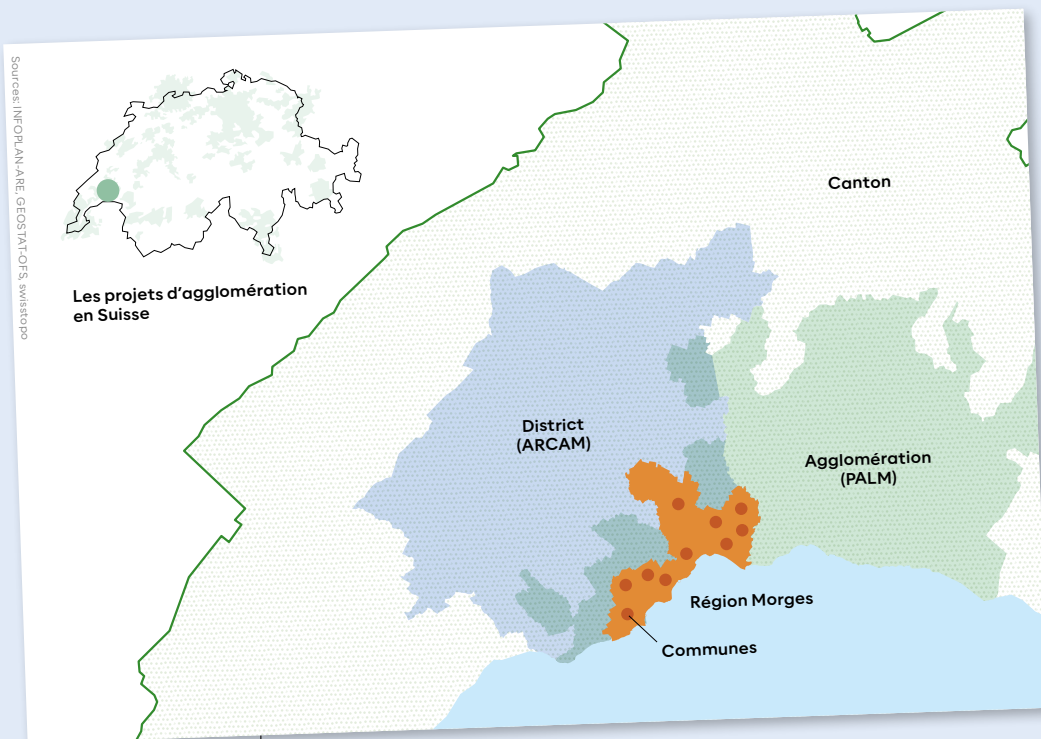 Sources: INFOPLAN-ARE, GEOSTAT-OFS, swisstopo
Les projets d'agglomération
en Suisse
Canton
District
(ARCAM)
Agglomération
(PALM)
Région Morges
Communes